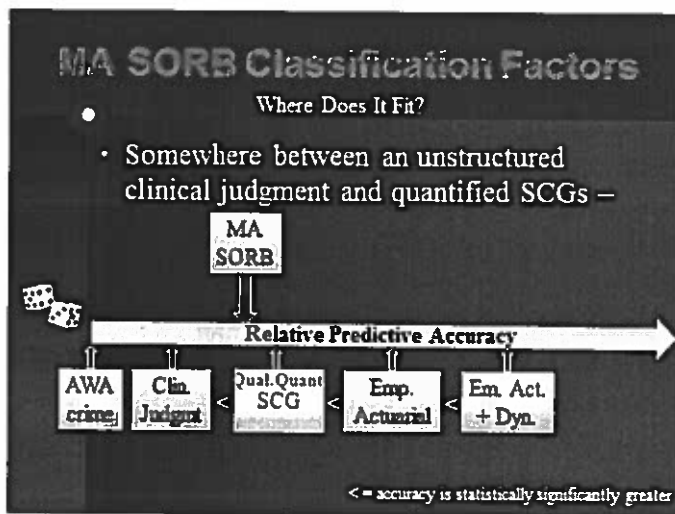 MA SORB Classification Factors
Where Does It Fit?
• Somewhere between an unstructured
clinical judgment and quantified SCGs –
MA
SORB
Relative Predictive Accuracy
AWA
crime
Clin.
Judgmt
<
Qual.Quant
SCG
<
Emp.
Actuarial
<
Em. Act.
+ Dyn.
< = accuracy is statistically significantly greater